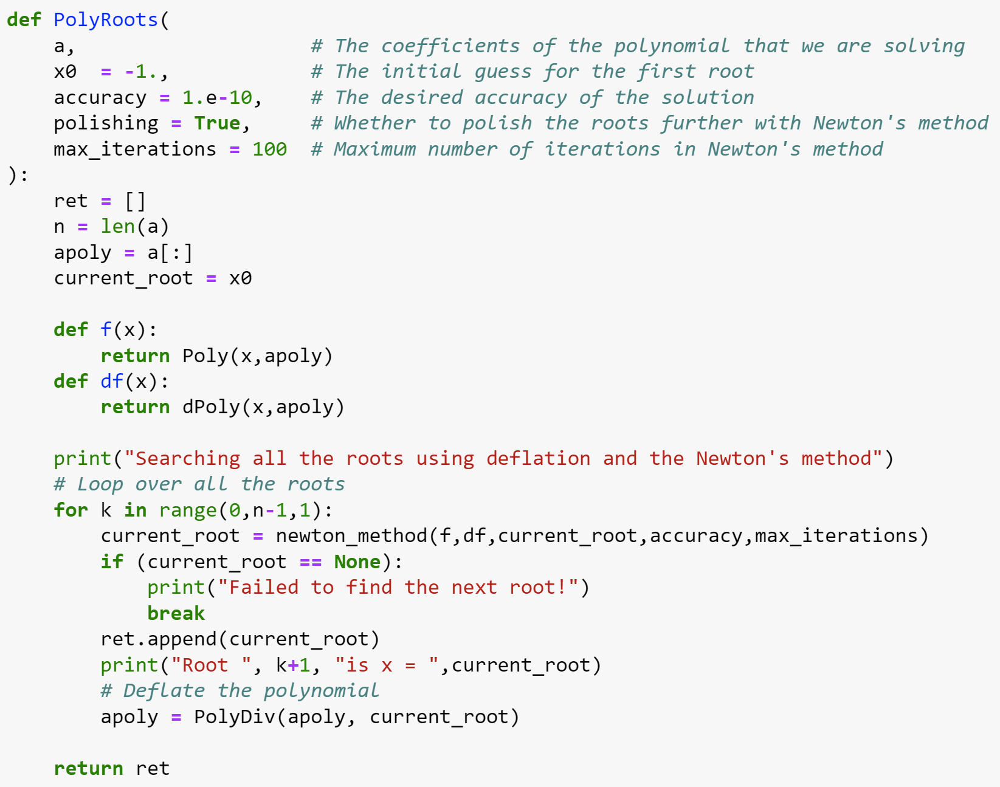 def PolyRoots(
    a,                    # The coefficients of the polynomial that we are solving
    x0  = -1.,            # The initial guess for the first root
    accuracy = 1.e-10,    # The desired accuracy of the solution
    polishing = True,     # Whether to polish the roots further with Newton's method
    max_iterations = 100  # Maximum number of iterations in Newton's method
):
    ret = []
    n = len(a)
    apoly = a[:]
    current_root = x0

    def f(x):
        return Poly(x,apoly)
    def df(x):
        return dPoly(x,apoly)

    print("Searching all the roots using deflation and the Newton's method")
    # Loop over all the roots
    for k in range(0,n-1,1):
        current_root = newton_method(f,df,current_root,accuracy,max_iterations)
        if (current_root == None):
            print("Failed to find the next root!")
            break
        ret.append(current_root)
        print("Root ", k+1, "is x = ",current_root)
        # Deflate the polynomial
        apoly = PolyDiv(apoly, current_root)

    return ret